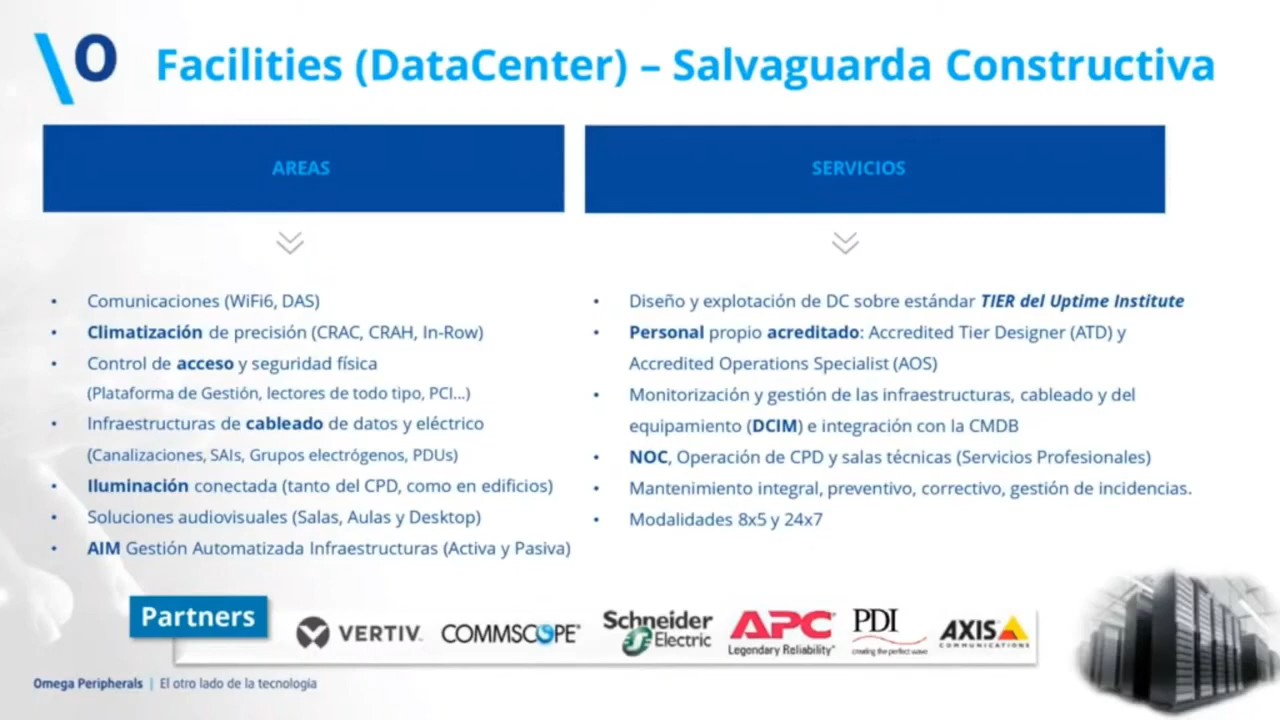 \O Facilities (DataCenter) – Salvaguarda Constructiva
AREAS
• Comunicaciones (WiFi6, DAS)
• Climatización de precisión (CRAC, CRAH, In-Row)
• Control de acceso y seguridad física
(Plataforma de Gestión, lectores de todo tipo, PCI...)
• Infraestructuras de cableado de datos y eléctrico
(Canalizaciones, SAIs, Grupos electrógenos, PDUs)
• Iluminación conectada (tanto del CPD, como en edificios)
• Soluciones audiovisuales (Salas, Aulas y Desktop)
• AIM Gestión Automatizada Infraestructuras (Activa y Pasiva)
SERVICIOS
• Diseño y explotación de DC sobre estándar TIER del Uptime Institute
• Personal propio acreditado: Accredited Tier Designer (ATD) y
Accredited Operations Specialist (AOS)
• Monitorización y gestión de las infraestructuras, cableado y del
equipamiento (DCIM) e integración con la CMDB
• NOC, Operación de CPD y salas técnicas (Servicios Profesionales)
• Mantenimiento integral, preventivo, correctivo, gestión de incidencias.
• Modalidades 8x5 y 24x7
Partners
VERTIV.
COMMSCOPE®
Schneider
Electric
APC
Legendary Reliability®
PDI
creating the perfect wave
AXIS
COMMUNICATIONS
Omega Peripherals | El otro lado de la tecnología